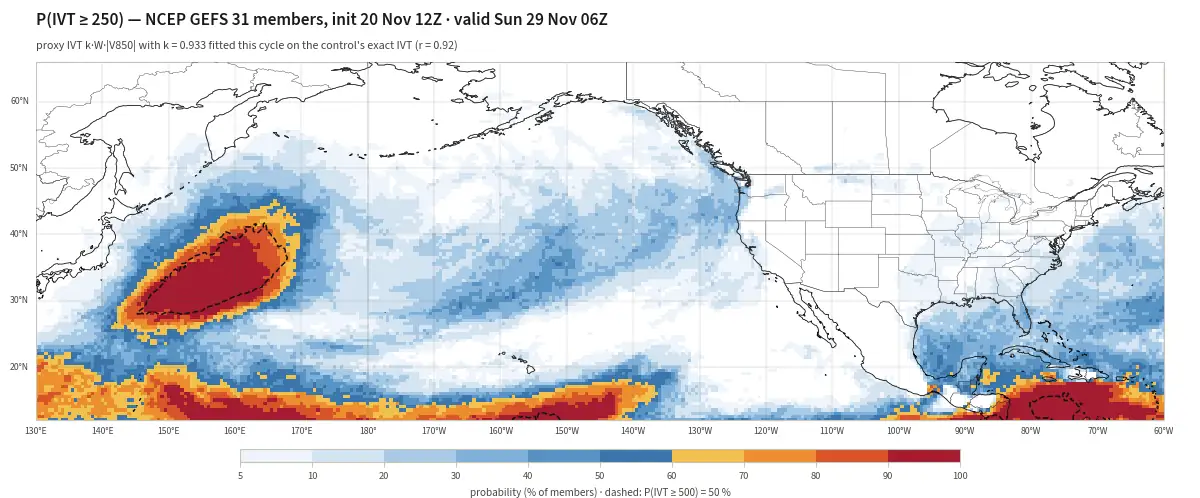 P(IVT ≥ 250) — NCEP GEFS 31 members, init 20 Nov 12Z · valid Sun 29 Nov 06Z
proxy IVT k·W·|V850| with k = 0.933 fitted this cycle on the control's exact IVT (r = 0.92)
60°N
50°N
40°N
30°N
20°N
130°E 140°E 150°E 160°E 170°E 180° 170°W 160°W 150°W 140°W 130°W 120°W 110°W 100°W 90°W 80°W 70°W 60°W
5 10 20 30 40 50 60 70 80 90 100
probability (% of members) · dashed: P(IVT ≥ 500) = 50 %